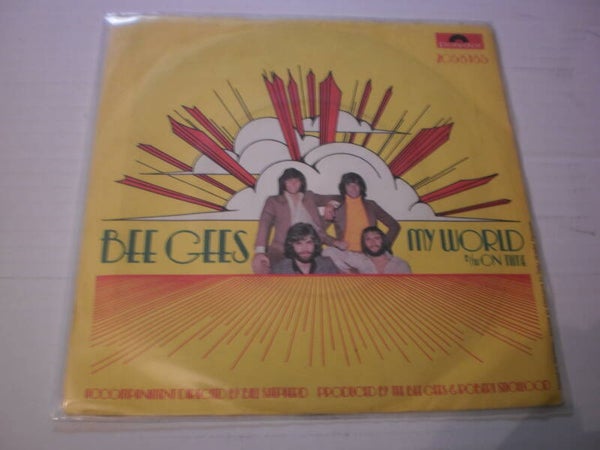 Polydor
2058185
BEE GEES
MY WORLD
b/w ON TIME
ACCOMPANIMENT DIRECTED BY BILL SHEPHERD PRODUCED BY THE BEE GEES & ROBERT STIGWOOD